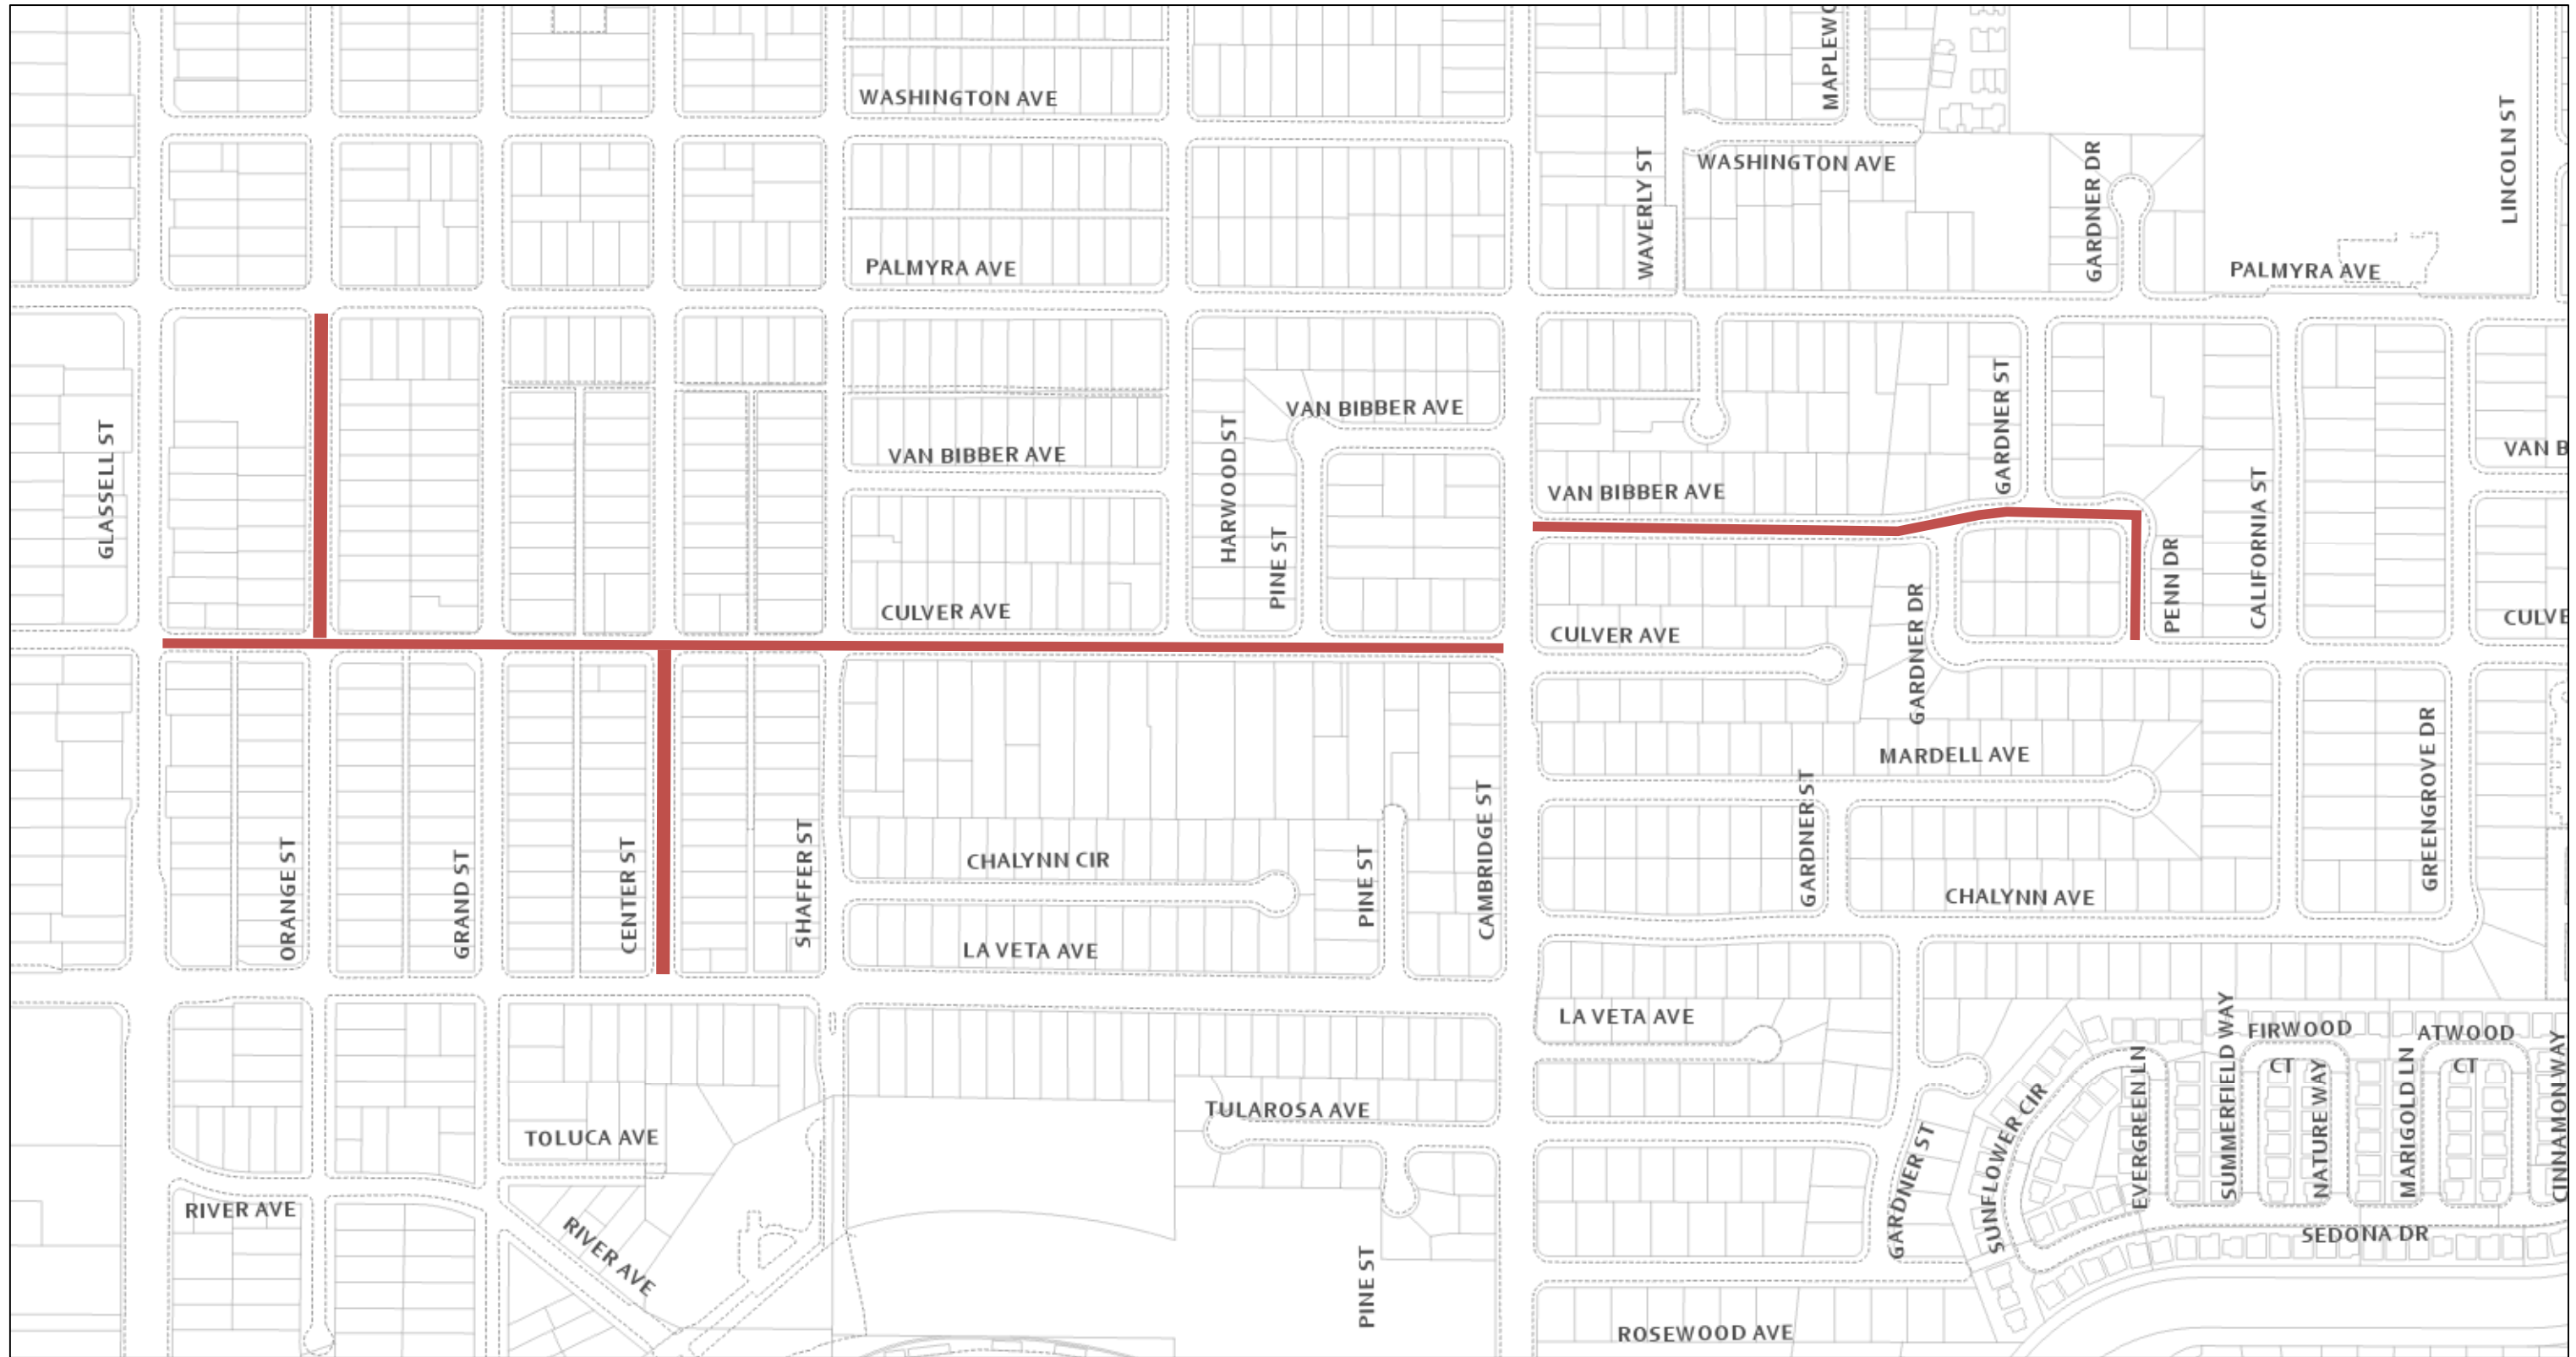 MAPLEWO
WASHINGTON AVE
WASHINGTON AVE
LINCOLN ST
WAVERLY ST
GARDNER DR
PALMYRA AVE
PALMYRA AVE
GLASSELL ST
VAN BIBBER AVE
VAN BIBBER AVE
HARWOOD ST
PINE ST
CULVER AVE
VAN BIBBER AVE
GARDNER ST
VAN B
CALIFORNIA ST
PENN DR
CULVER AVE
CULVE
GARDNER DR
MARDELL AVE
GREENGROVE DR
GARDNER ST
CAMBRIDGE ST
ORANGE ST
GRAND ST
CENTER ST
SHAFFER ST
CHALYNN CIR
PINE ST
CHALYNN AVE
LA VETA AVE
LA VETA AVE
FIRWOOD
CT
ATWOOD
CT
TULAROSA AVE
TOLUCA AVE
RIVER AVE
RIVER AVE
PINE ST
GARDNER ST
SUNFLOWER CIR
EVERGREEN LN
SUMMERFIELD WAY
NATURE WAY
MARIGOLD LN
CINNAMON WAY
SEDONA DR
ROSEWOOD AVE